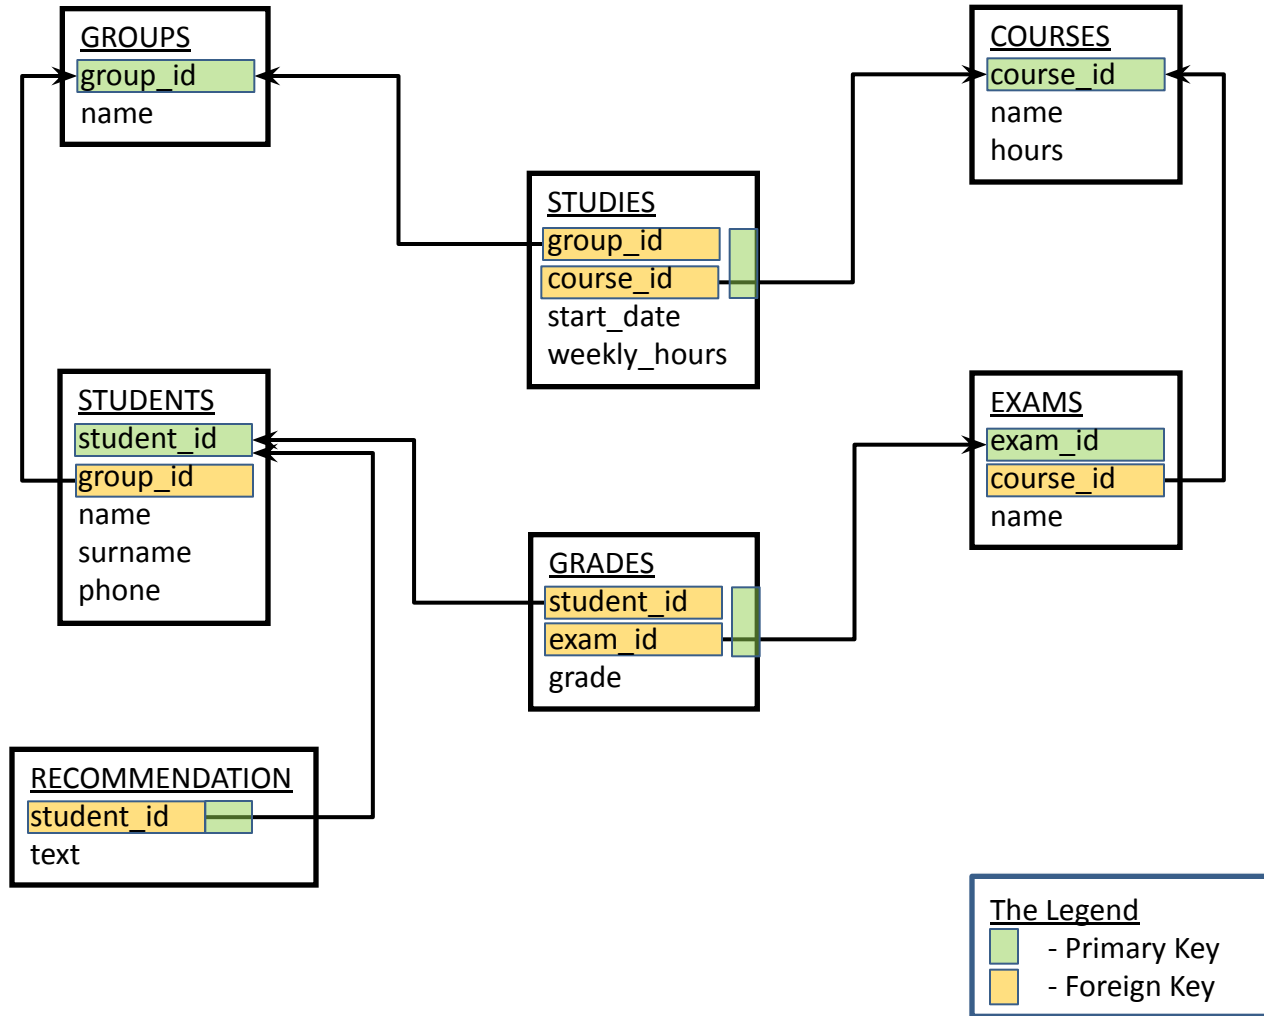 GROUPS
group_id
name
COURSES
course_id
name
hours
STUDIES
group_id
course_id
start_date
weekly_hours
STUDENTS
student_id
group_id
name
surname
phone
EXAMS
exam_id
course_id
name
GRADES
student_id
exam_id
grade
RECOMMENDATION
student_id
text
The Legend
- Primary Key
- Foreign Key